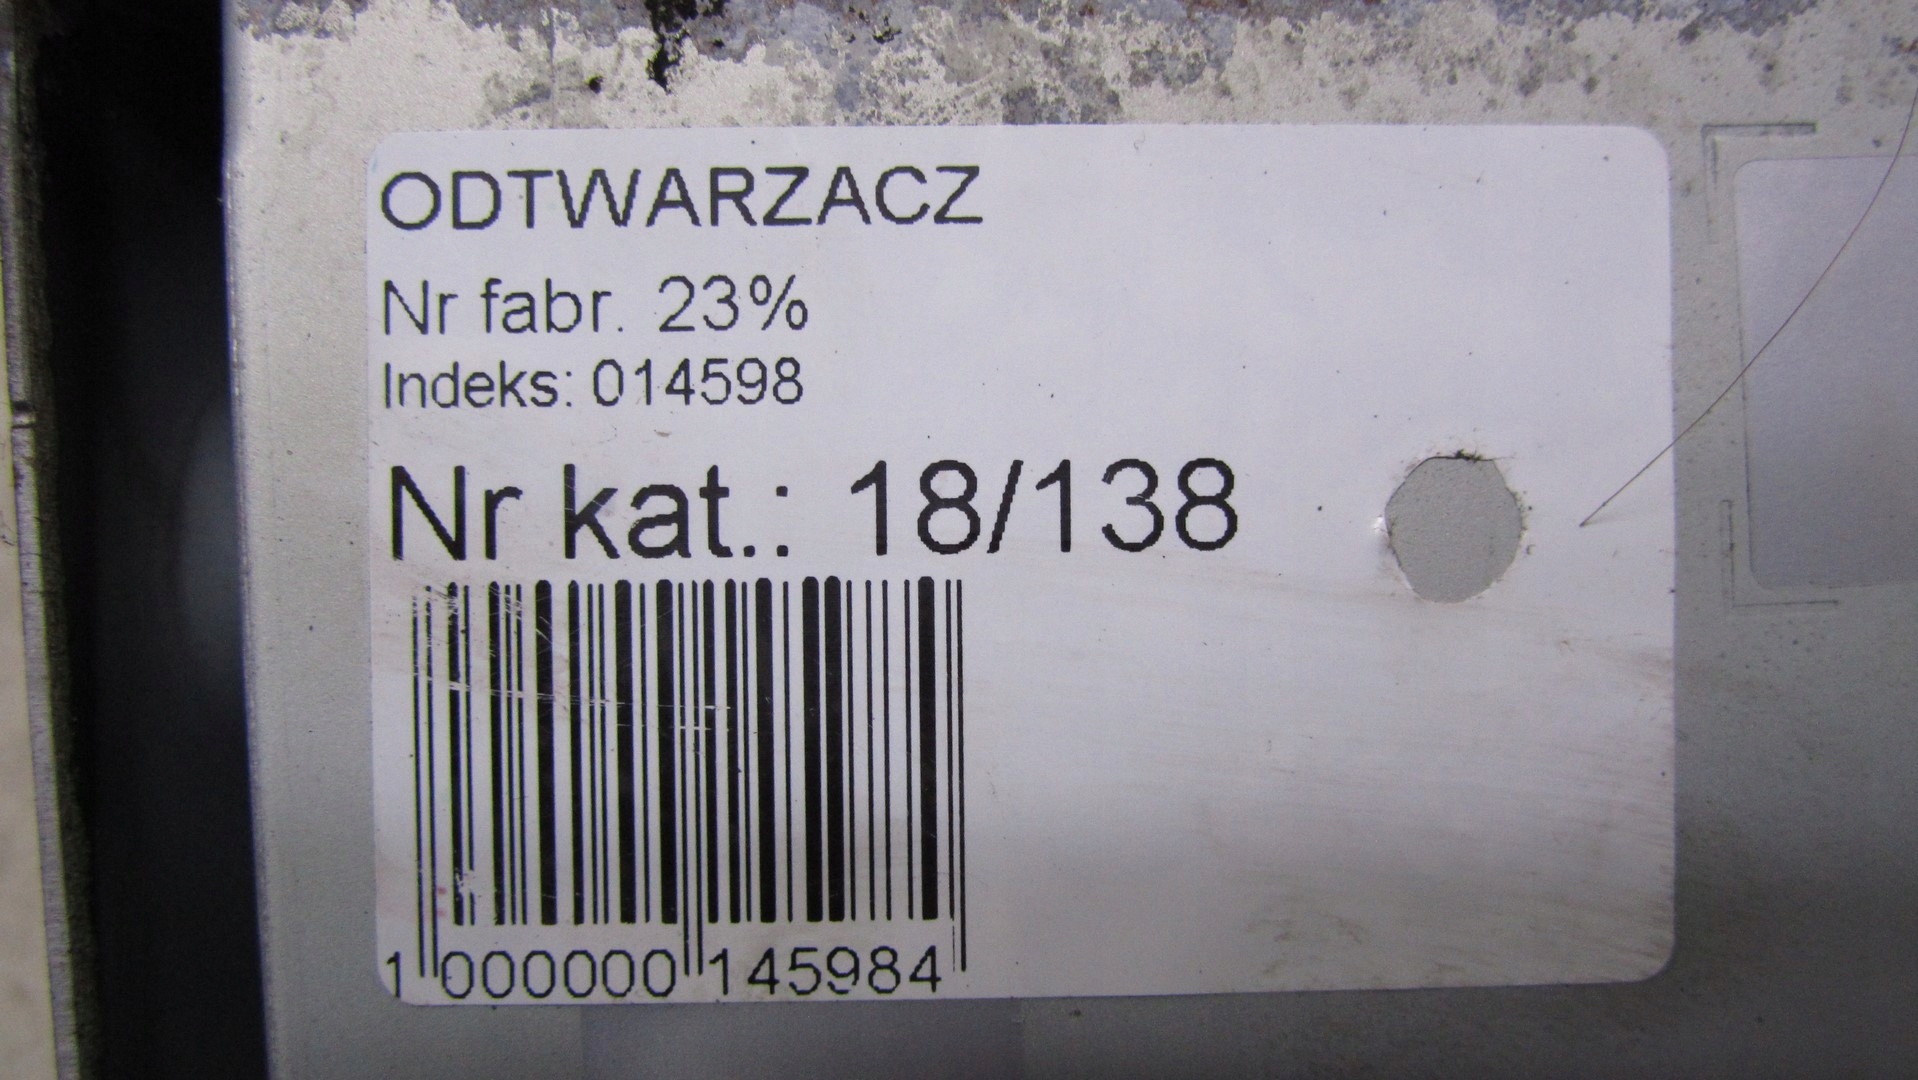 ODTWARZACZ
Nr fabr. 23%
Indeks: 014598
Nr kat.: 18/138
1 000000 145984